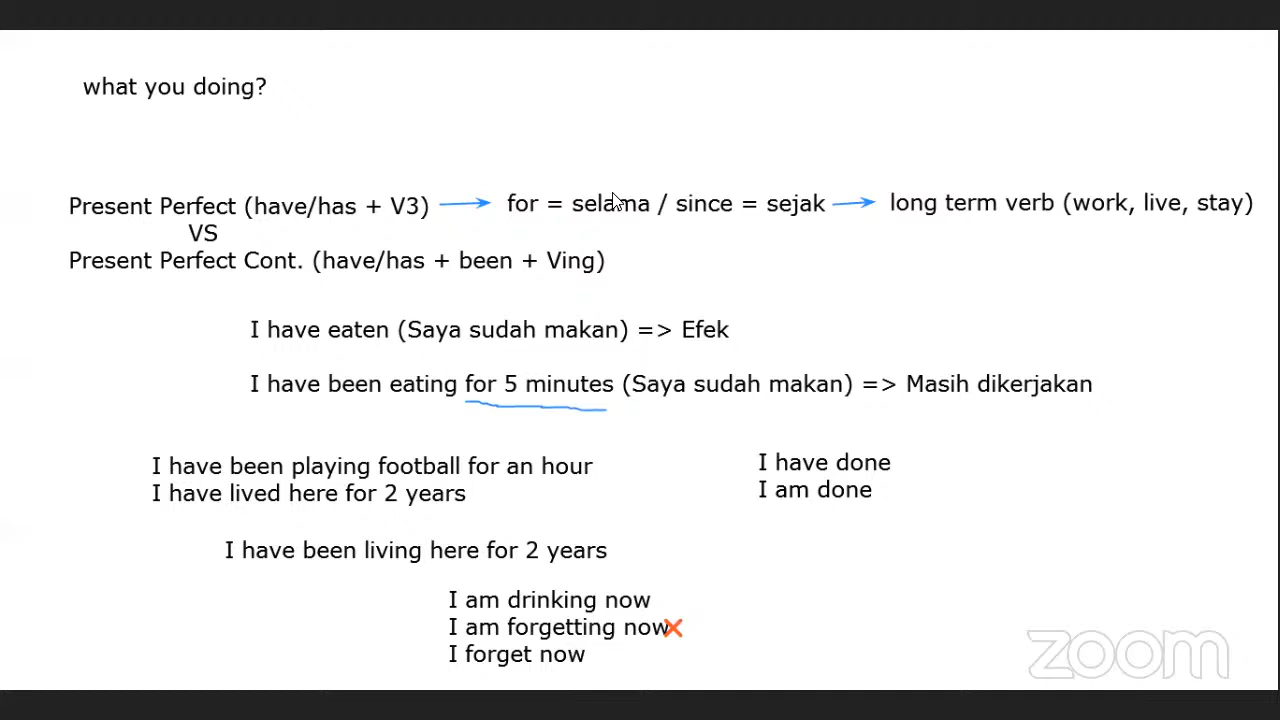 what you doing?
Present Perfect (have/has + V3) for = selama / since = sejak long term verb (work, live, stay)
VS
Present Perfect Cont. (have/has + been + Ving)
I have eaten (Saya sudah makan) => Efek
I have been eating for 5 minutes (Saya sudah makan) => Masih dikerjakan
I have been playing football for an hour
I have lived here for 2 years
I have done
I am done
I have been living here for 2 years
I am drinking now
I am forgetting now
I forget now
zoom